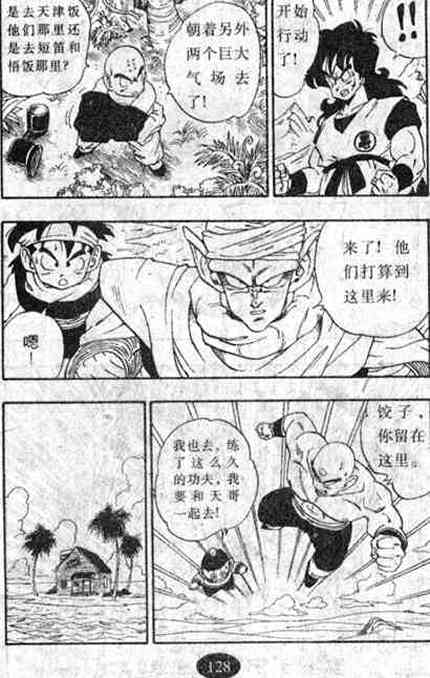 !!
开始
行动
了!
朝着另外
两个巨大
气场去
了!
是去天津饭
他们那里还
是去短笛和
悟饭那里?
来了! 他
们打算到
这里来!
嗯!
饺子，
你留在
这里。
我也去，练
了这么久
的功夫，我
要和天哥
起去!
128